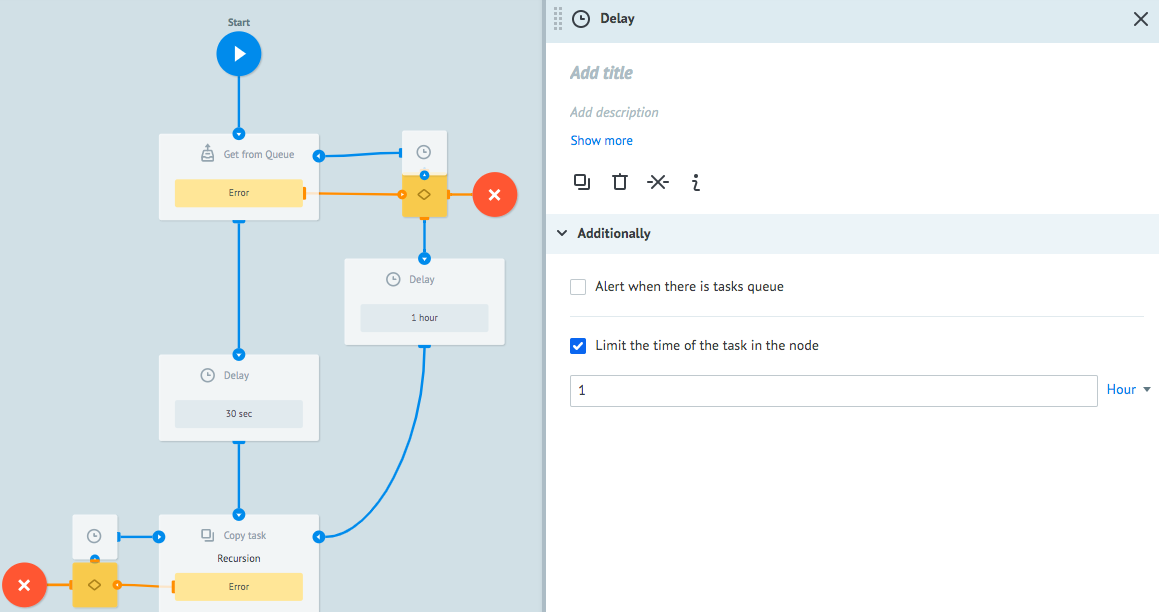 Start
Get from Queue
Error
Delay
1 hour
Delay
30 sec
Copy task
Recursion
Error
Delay
Add title
Add description
Show more
Additionally
Alert when there is tasks queue
Limit the time of the task in the node
1
Hour